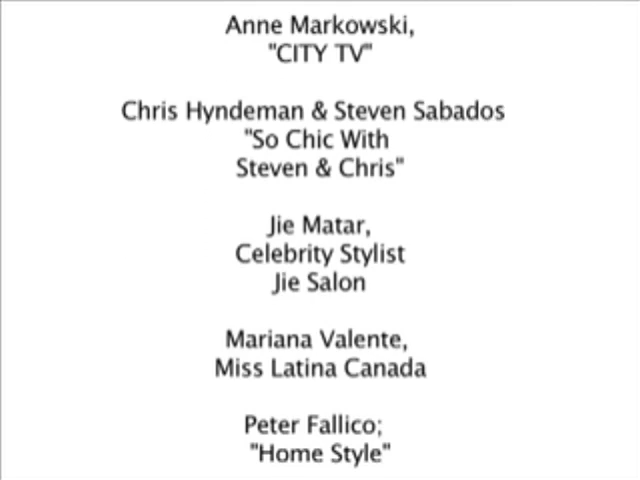 Anne Markowski,
"CITY TV"
Chris Hyndeman & Steven Sabados
"So Chic With
Steven & Chris"
Jie Matar,
Celebrity Stylist
Jie Salon
Mariana Valente,
Miss Latina Canada
Peter Fallico;
"Home Style"